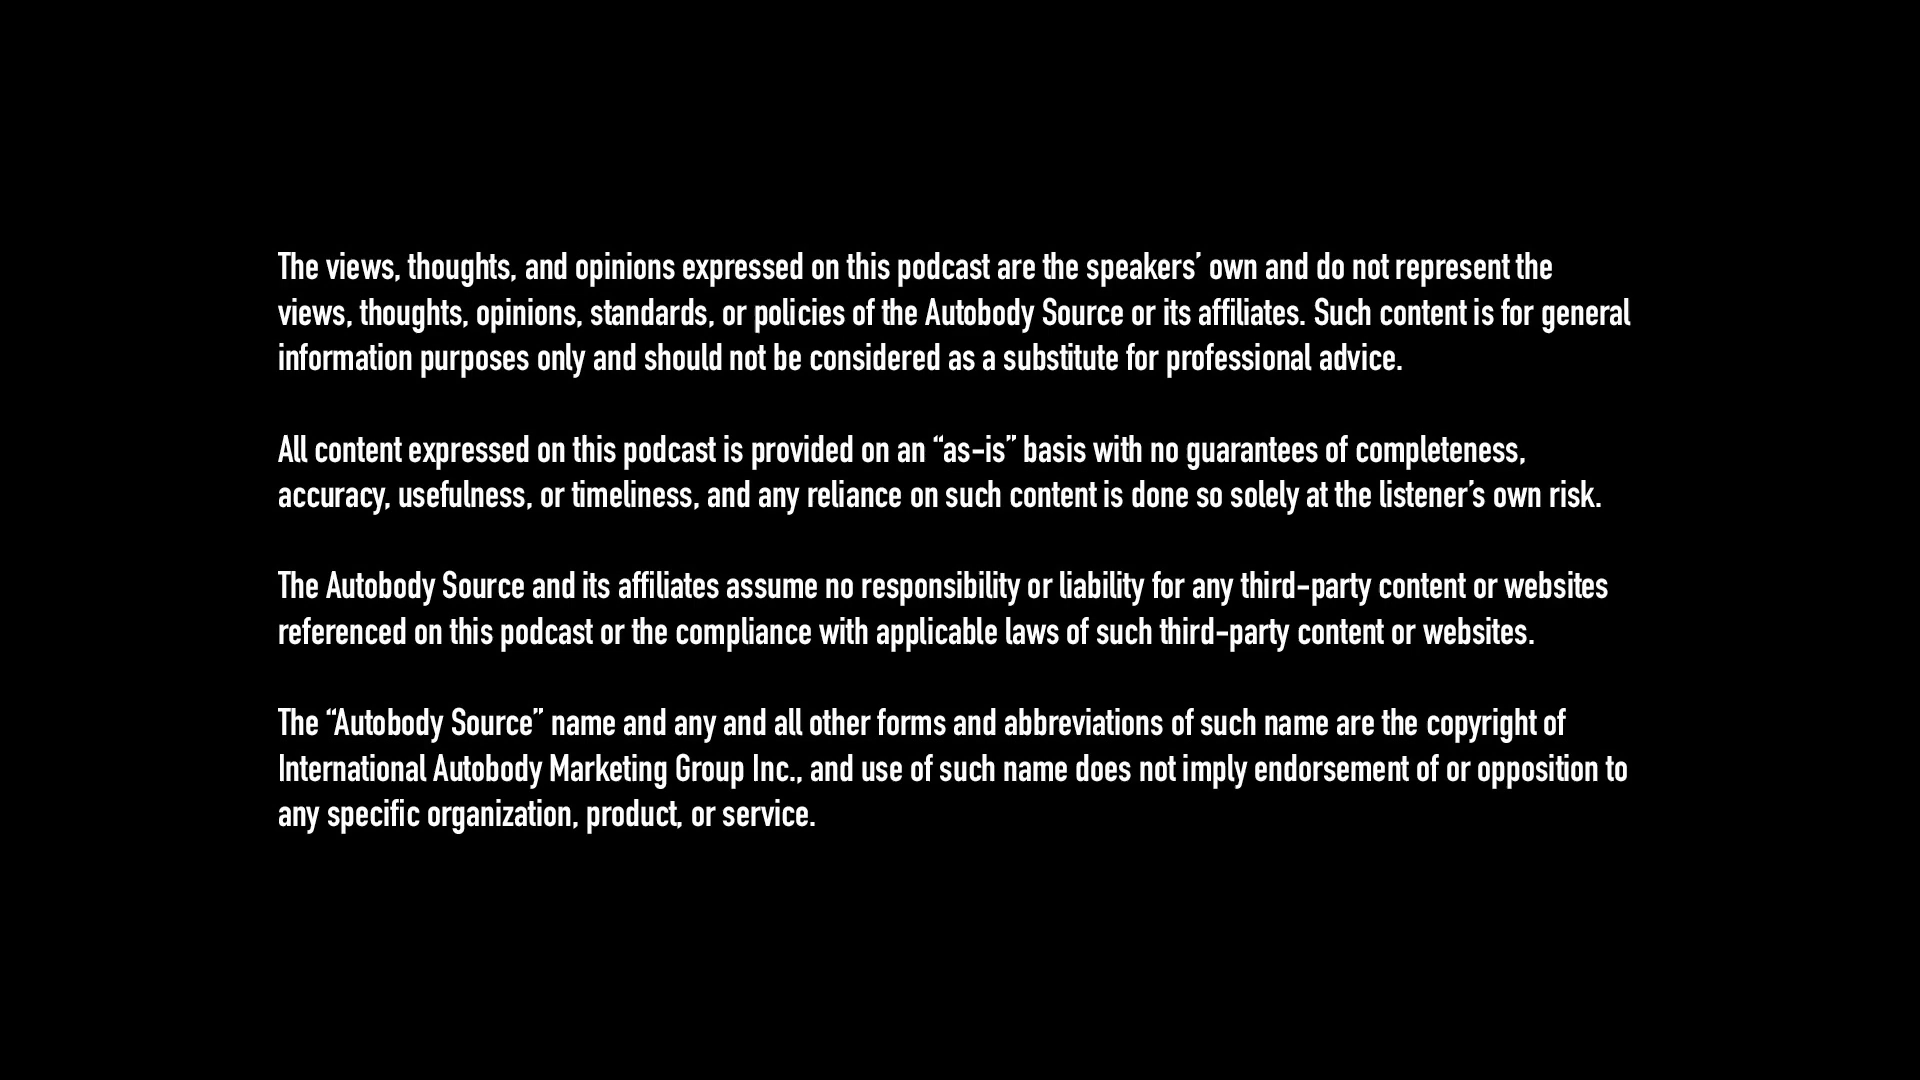 The views, thoughts, and opinions expressed on this podcast are the speakers’ own and do not represent the
views, thoughts, opinions, standards, or policies of the Autobody Source or its affiliates. Such content is for general
information purposes only and should not be considered as a substitute for professional advice.
All content expressed on this podcast is provided on an “as-is” basis with no guarantees of completeness,
accuracy, usefulness, or timeliness, and any reliance on such content is done so solely at the listener’s own risk.
The Autobody Source and its affiliates assume no responsibility or liability for any third-party content or websites
referenced on this podcast or the compliance with applicable laws of such third-party content or websites.
The “Autobody Source” name and any and all other forms and abbreviations of such name are the copyright of
International Autobody Marketing Group Inc., and use of such name does not imply endorsement of or opposition to
any specific organization, product, or service.